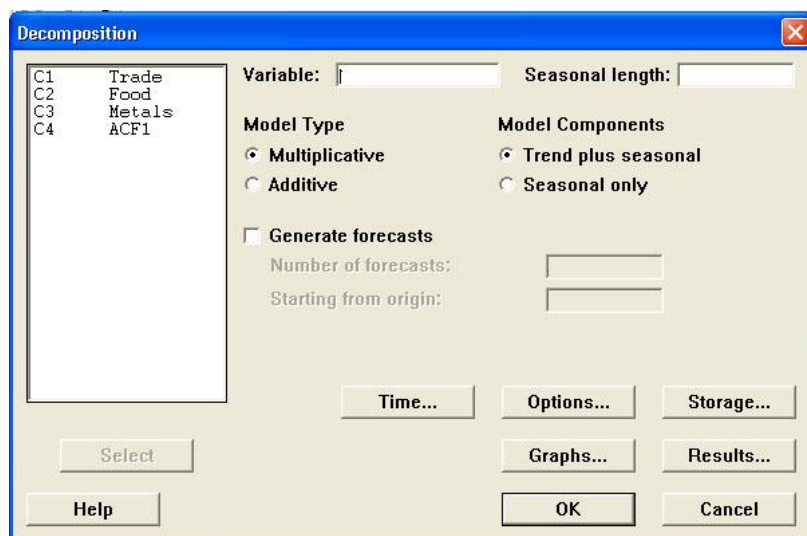 Decomposition
C1 Trade
C2 Food
C3 Metals
C4 ACF1
Variable:
Seasonal length:
Model Type
Model Components
Multiplicative
Trend plus seasonal
Additive
Seasonal only
Generate forecasts
Number of forecasts:
Starting from origin:
Time...
Options...
Storage...
Select
Graphs...
Results...
Help
OK
Cancel